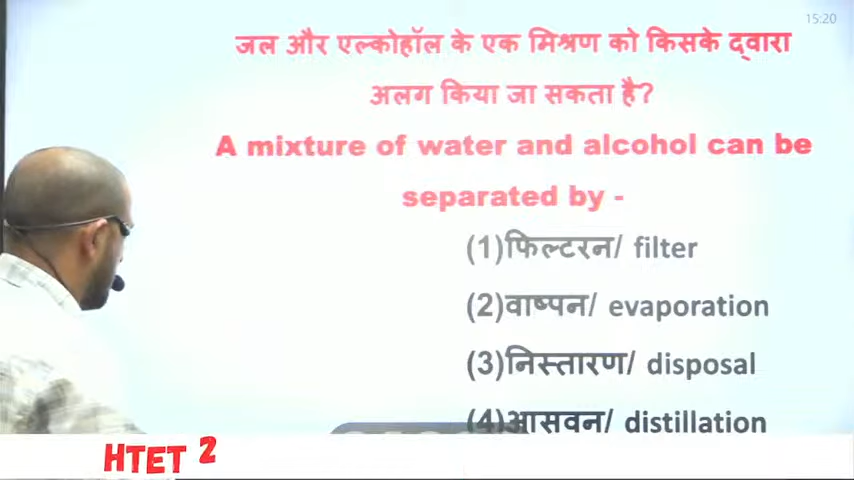 15:20
जल और एल्कोहॉल के एक मिश्रण को किसके द्वारा
अलग किया जा सकता है?
A mixture of water and alcohol can be
separated by -
(1)फिल्टरन/ filter
(2)वाष्पन/ evaporation
(3)निस्तारण/ disposal
(4)आसवन/ distillation
HTET 2